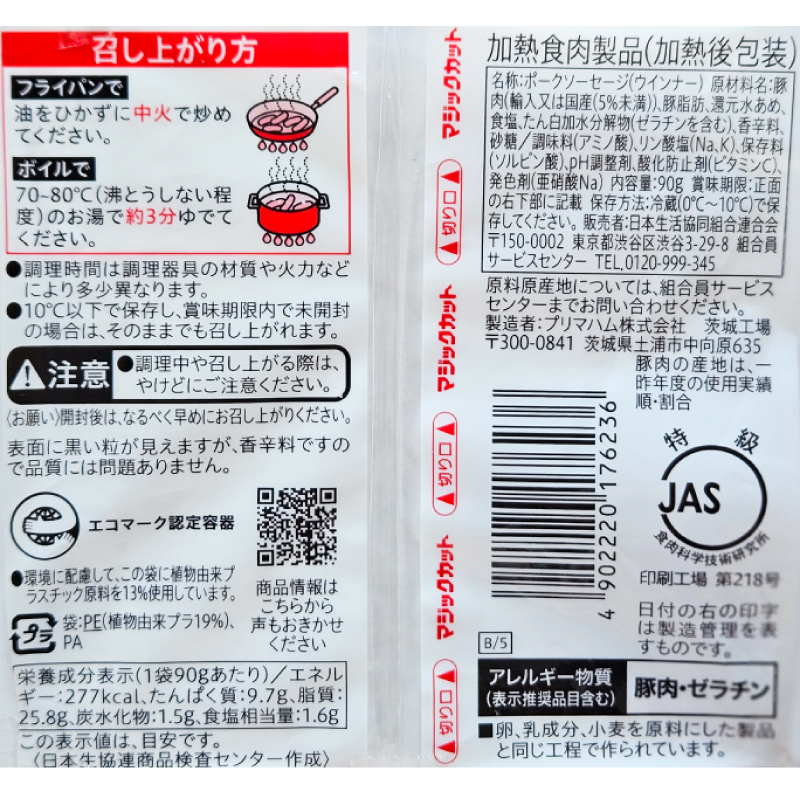 召し上がり方
フライパンで
油をひかずに中火で炒め
てください。
ボイルで
70~80℃(沸とうしない程
度)のお湯で約3分ゆでて
ください。
●調理時間は調理器具の材質や火力など
により多少異なります。
●10℃以下で保存し、賞味期限内で未開封
の場合は、そのままでも召し上がれます。
注意
●調理中や召し上がる際は、
やけどにご注意ください。
〈お願い〉開封後は、なるべく早めにお召し上がりください。
表面に黒い粒が見えますが、香辛料ですの
で品質には問題ありません。
エコマーク認定容器
●環境に配慮して、この袋に植物由来プ
ラスチック原料を13%使用しています。
プラ
袋:PE(植物由来プラ19%)、
PA
商品情報は
こちらから
声もおきかせ
ください
栄養成分表示(1袋90gあたり)/エネル
ギー:277kcal、たんぱく質:9.7g、脂質:
25.8g、炭水化物:1.5g、食塩相当量:1.6g
この表示値は、目安です。
〈日本生協連商品検査センター作成〉
マジックカット
切り口
マジックカット
切り口
マジックカット
切り口
加熱食肉製品(加熱後包装)
名称:ポークソーセージ(ウインナー) 原材料名:豚
肉(輸入又は国産(5%未満))、豚脂肪、還元水あめ、
食塩、たん白加水分解物(ゼラチンを含む)、香辛料、
砂糖/調味料(アミノ酸)、リン酸塩(Na、K)、保存料
(ソルビン酸)、pH調整剤、酸化防止剤(ビタミンC)、
発色剤(亜硝酸Na) 内容量:90g 賞味期限:正面
の右下部に記載 保存方法:冷蔵(0℃~10℃)で保
存してください。 販売者:日本生活協同組合連合会
〒150-0002 東京都渋谷区渋谷3-29-8 組合員
サービスセンター TEL,0120-999-345
原料原産地については、組合員サービス
センターまでお問い合わせください。
製造者:プリマハム株式会社 茨城工場
〒300-0841 茨城県土浦市中向原635
豚肉の産地は、一
昨年度の使用実績
順・割合
4 902220 176236
特級
JAS
食肉科学技術研究所
印刷工場 第218号
日付の右の印字
は製造管理を表
すものです。
B/5
アレルギー物質
(表示推奨品目含む)
豚肉・ゼラチン
■卵、乳成分、小麦を原料にした製品
と同じ工程で作られています。